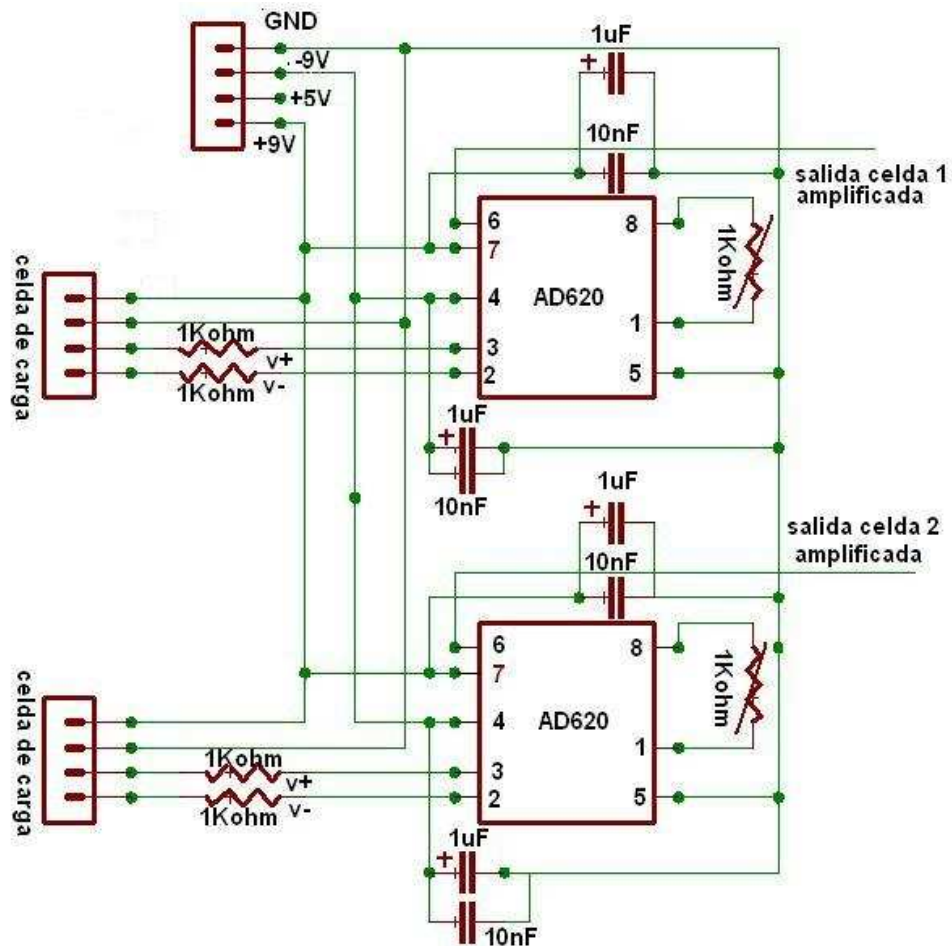 GND
-9V
+5V
+9V
1uF
+
10nF
salida celda 1
amplificada
6
7
4
3
2
AD620
8
1
5
1Kohm
celda de carga
1Kohm
v+
v-
1Kohm
1uF
+
10nF
1uF
+
10nF
salida celda 2
amplificada
6
7
4
3
2
AD620
8
1
5
1Kohm
celda de carga
1Kohm
v+
v-
1Kohm
1uF
+
10nF